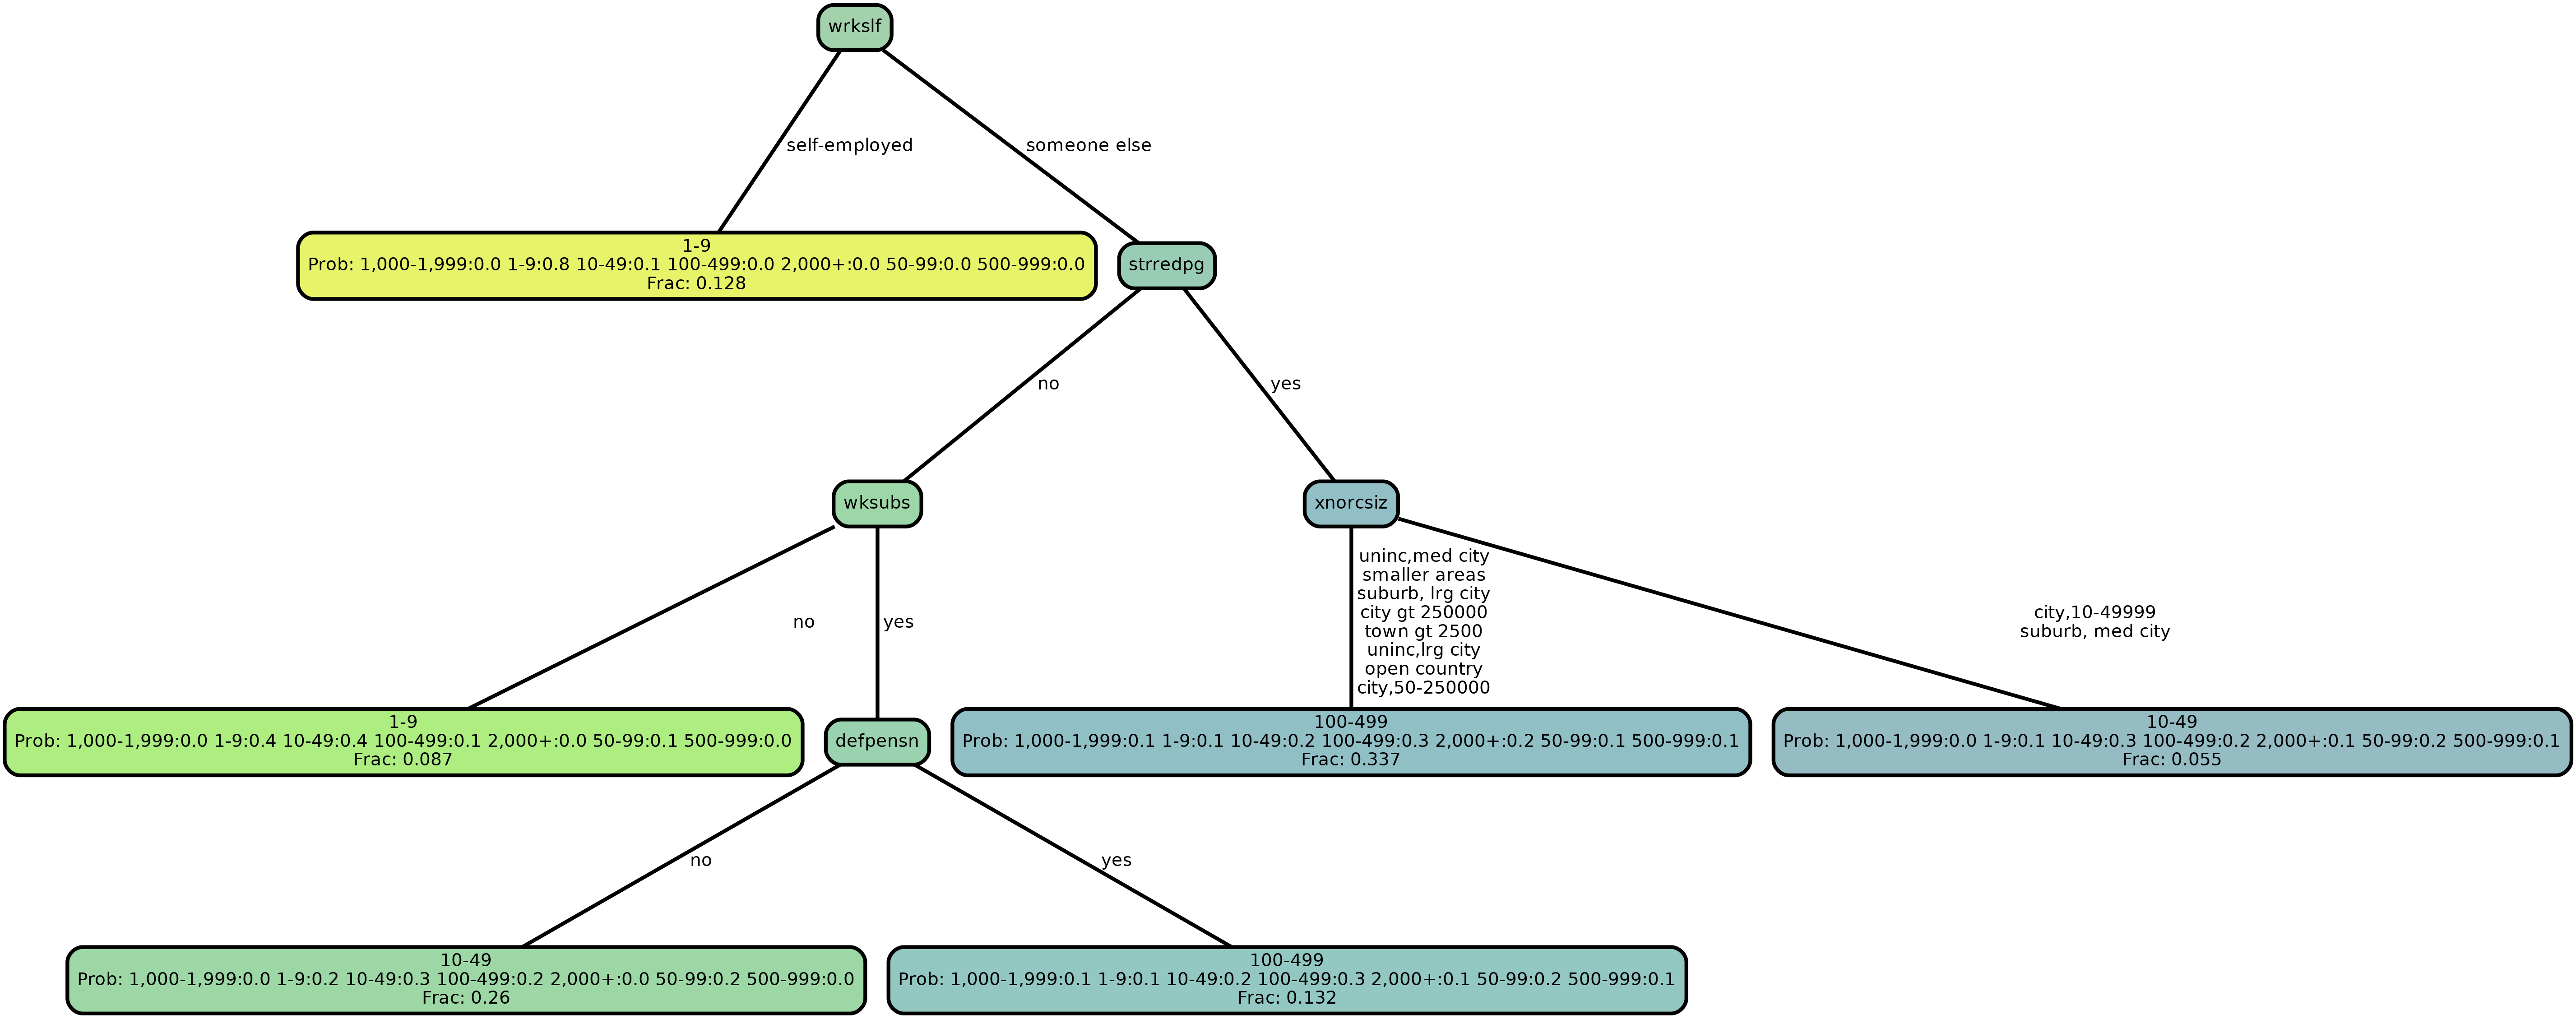 wrkslf
self-employed
someone else
1-9
Prob: 1,000-1,999:0.0 1-9:0.8 10-49:0.1 100-499:0.0 2,000+:0.0 50-99:0.0 500-999:0.0
Frac: 0.128
strredpg
no
yes
wksubs
xnorcsiz
no
yes
uninc,med city
smaller areas
suburb, lrg city
city gt 250000
town gt 2500
uninc,lrg city
open country
city,50-250000
city,10-49999
suburb, med city
1-9
Prob: 1,000-1,999:0.0 1-9:0.4 10-49:0.4 100-499:0.1 2,000+:0.0 50-99:0.1 500-999:0.0
Frac: 0.087
defpensn
100-499
Prob: 1,000-1,999:0.1 1-9:0.1 10-49:0.2 100-499:0.3 2,000+:0.2 50-99:0.1 500-999:0.1
Frac: 0.337
10-49
Prob: 1,000-1,999:0.0 1-9:0.1 10-49:0.3 100-499:0.2 2,000+:0.1 50-99:0.2 500-999:0.1
Frac: 0.055
no
yes
10-49
Prob: 1,000-1,999:0.0 1-9:0.2 10-49:0.3 100-499:0.2 2,000+:0.0 50-99:0.2 500-999:0.0
Frac: 0.26
100-499
Prob: 1,000-1,999:0.1 1-9:0.1 10-49:0.2 100-499:0.3 2,000+:0.1 50-99:0.2 500-999:0.1
Frac: 0.132